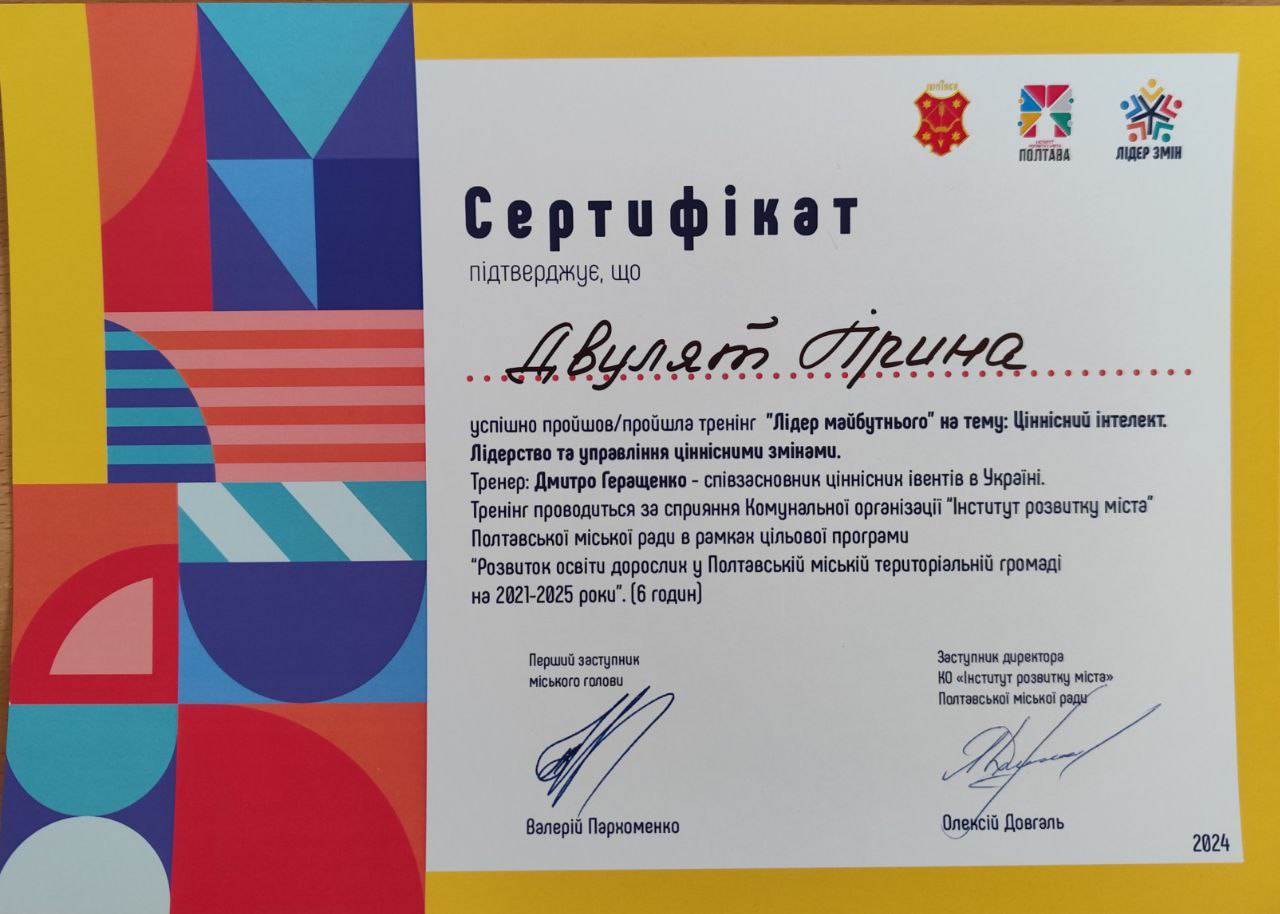 ПОЛТАВА
ЛІДЕР ЗМІН
Сертифікат
підтверджує, що
Двулят Ірина
успішно пройшов/пройшла тренінг "Лідер майбутнього" на тему: Ціннісний інтелект.
Лідерство та управління ціннісними змінами.
Тренер: Дмитро Геращенко - співзасновник ціннісних івентів в Україні.
Тренінг проводиться за сприяння Комунальної організації "Інститут розвитку міста"
Полтавської міської ради в рамках цільової програми
"Розвиток освіти дорослих у Полтавській міській територіальній громаді
на 2021-2025 роки". (6 годин)
Перший заступник
міського голови
Валерій Пархоменко
Заступник директора
КО «Інститут розвитку міста»
Полтавської міської ради
Олексій Довгаль
2024